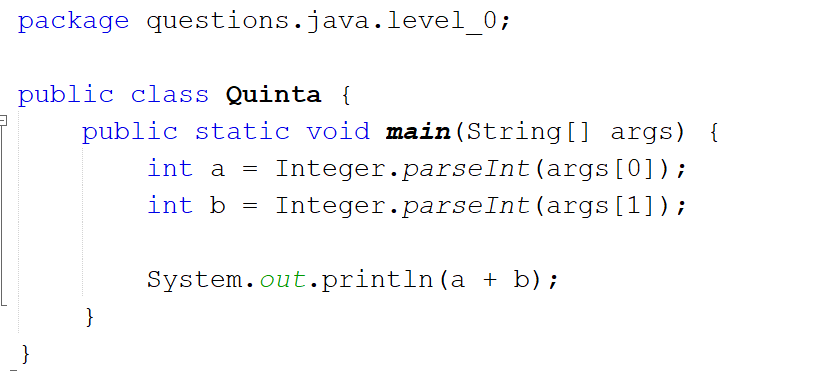 package questions.java.level_0;
public class Quinta {
public static void main(String[] args) {
int a = Integer.parseInt(args[0]);
int b = Integer.parseInt(args[1]);
System.out.println(a + b);
}
}